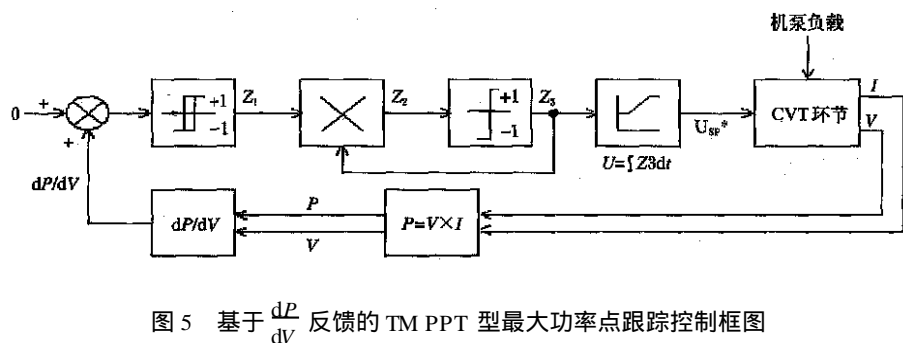 机泵负载
0
+
+
+1
-1
Z₁
Z₂
+1
-1
Z₃
U=∫Z3dt
U_SP*
CVT环节
I
V
dP/dV
dP/dV
P
V
P=V×I
图 5 基于 dP/dV 反馈的 TM PPT 型最大功率点跟踪控制框图